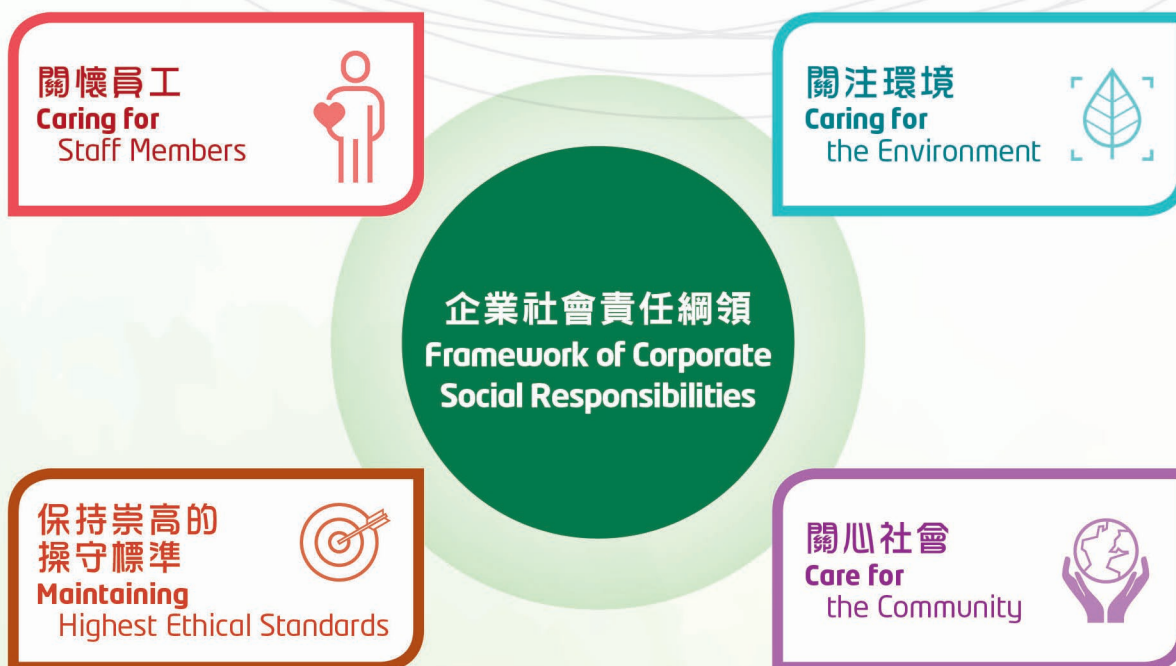 關懷員工
Caring for
Staff Members
關注環境
Caring for
the Environment
企業社會責任綱領
Framework of Corporate
Social Responsibilities
保持崇高的
操守標準
Maintaining
Highest Ethical Standards
關心社會
Care for
the Community